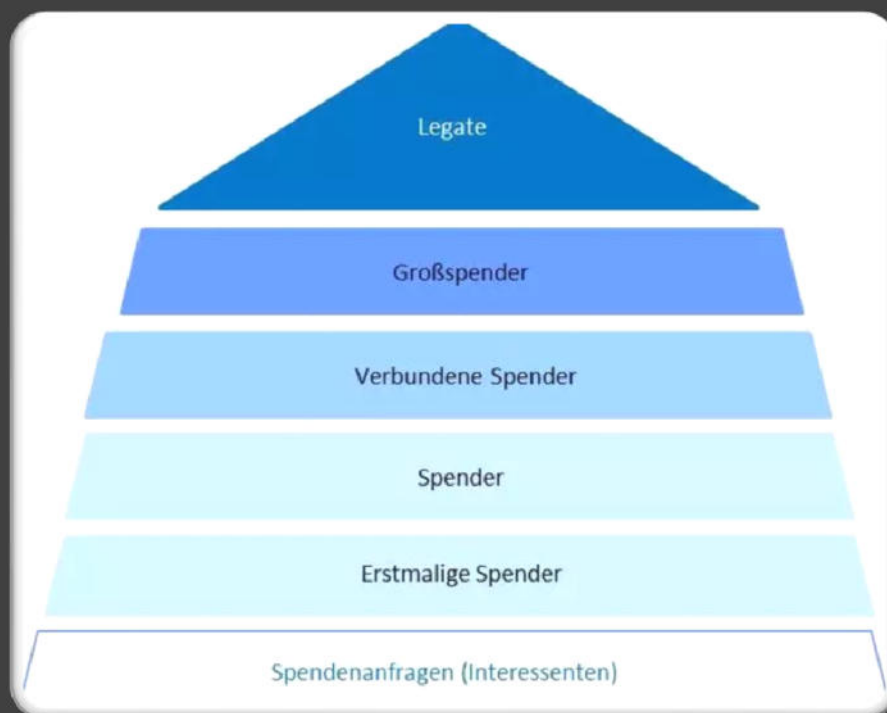 Legate
Großspender
Verbundene Spender
Spender
Erstmalige Spender
Spendenanfragen (Interessenten)